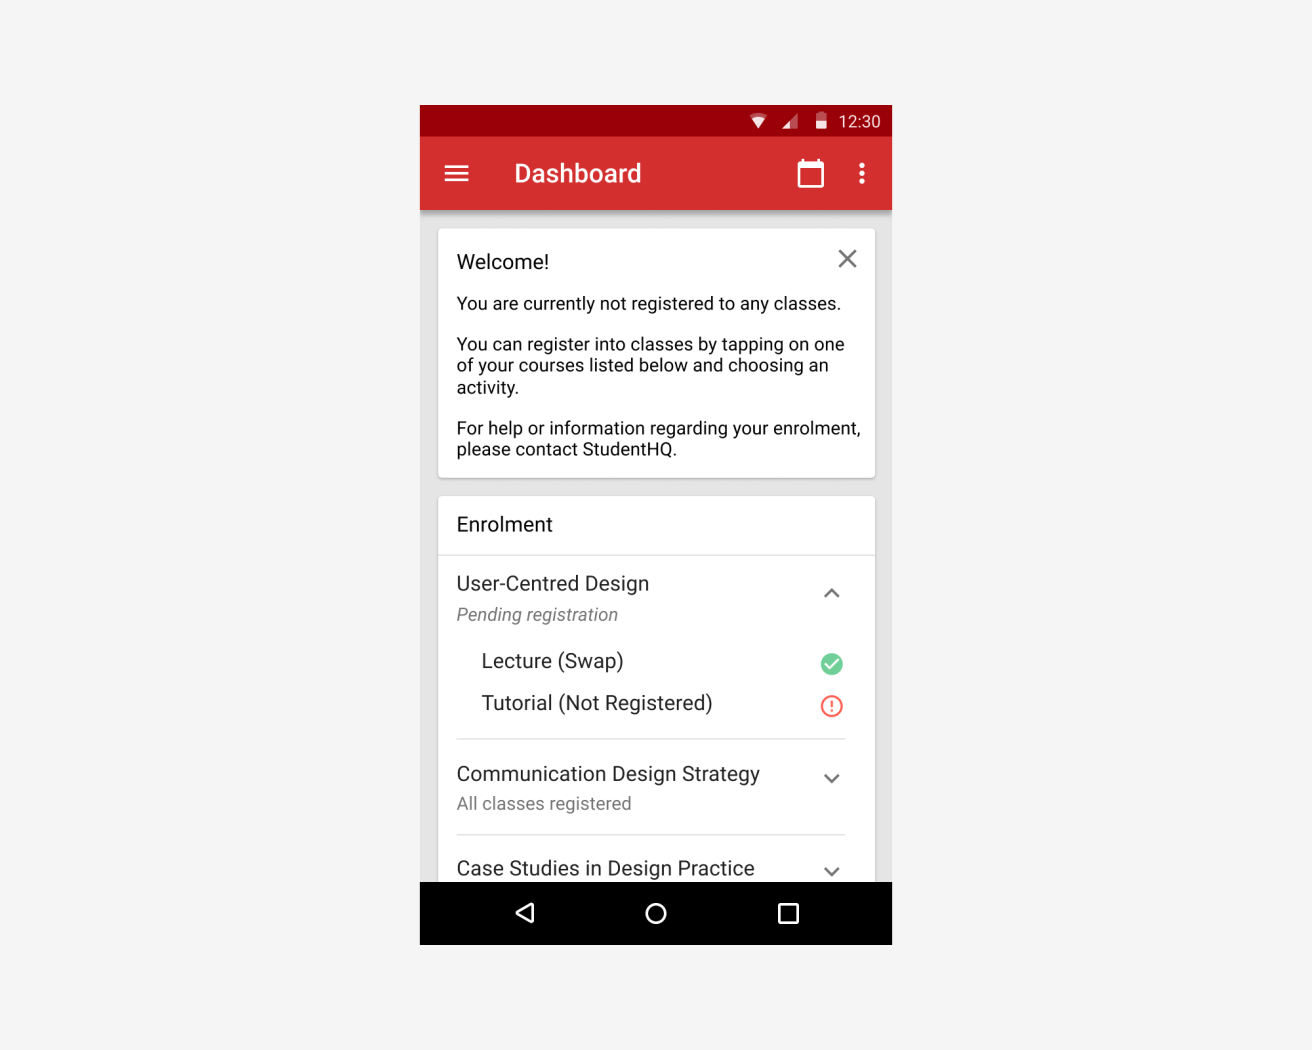 12:30
Dashboard
Welcome!
You are currently not registered to any classes.
You can register into classes by tapping on one
of your courses listed below and choosing an
activity.
For help or information regarding your enrolment,
please contact StudentHQ.
Enrolment
User-Centred Design
Pending registration
Lecture (Swap)
Tutorial (Not Registered)
Communication Design Strategy
All classes registered
Case Studies in Design Practice